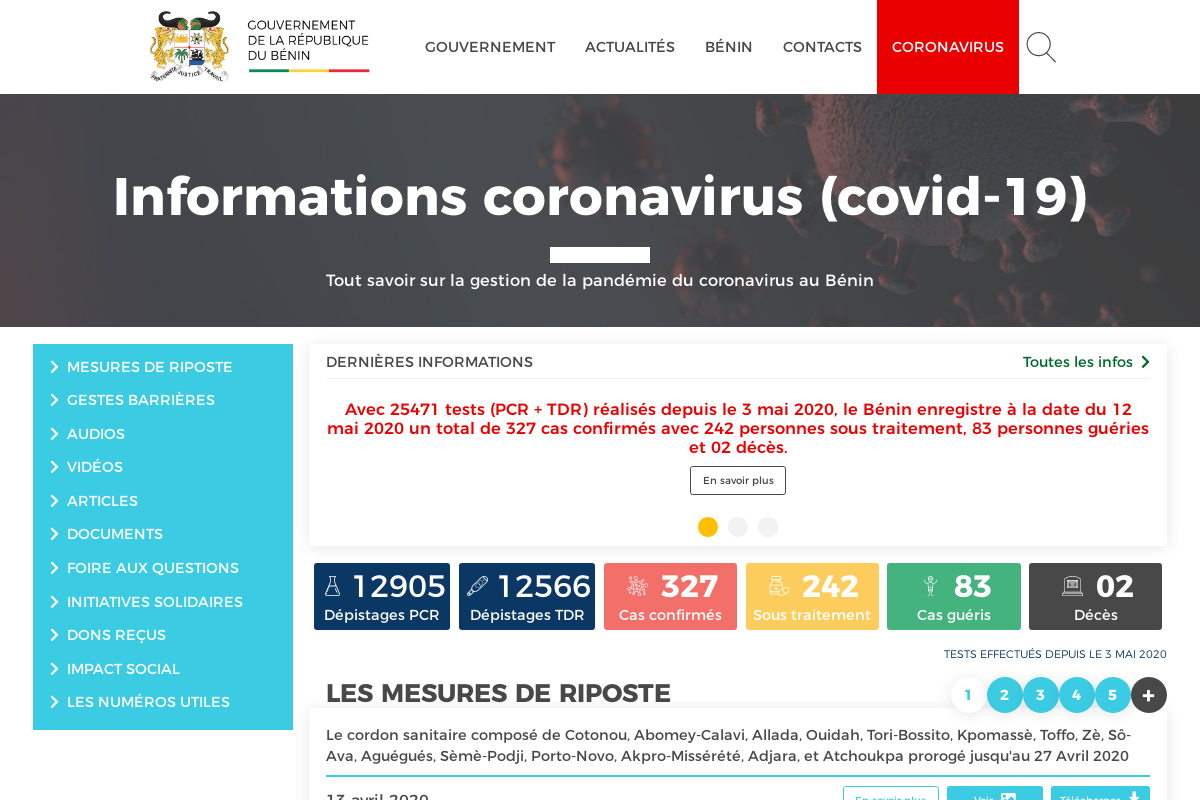 FRATERNITE JUSTICE TRAVAIL
GOUVERNEMENT
DE LA RÉPUBLIQUE
DU BÉNIN
GOUVERNEMENT
ACTUALITÉS
BÉNIN
CONTACTS
CORONAVIRUS
Informations coronavirus (covid-19)
Tout savoir sur la gestion de la pandémie du coronavirus au Bénin
MESURES DE RIPOSTE
GESTES BARRIÈRES
AUDIOS
VIDÉOS
ARTICLES
DOCUMENTS
FOIRE AUX QUESTIONS
INITIATIVES SOLIDAIRES
DONS REÇUS
IMPACT SOCIAL
LES NUMÉROS UTILES
DERNIÈRES INFORMATIONS
Toutes les infos
Avec 25471 tests (PCR + TDR) réalisés depuis le 3 mai 2020, le Bénin enregistre à la date du 12
mai 2020 un total de 327 cas confirmés avec 242 personnes sous traitement, 83 personnes guéries
et 02 décès.
En savoir plus
12905
Dépistages PCR
12566
Dépistages TDR
327
Cas confirmés
242
Sous traitement
83
Cas guéris
02
Décès
TESTS EFFECTUÉS DEPUIS LE 3 MAI 2020
LES MESURES DE RIPOSTE
1 2 3 4 5 +
Le cordon sanitaire composé de Cotonou, Abomey-Calavi, Allada, Ouidah, Tori-Bossito, Kpomassè, Toffo, Zè, Sô-
Ava, Aguégués, Sèmè-Podji, Porto-Novo, Akpro-Missérété, Adjara, et Atchoukpa prorogé jusqu'au 27 Avril 2020
13 avril 2020
En savoir plus
Voir
Télécharger